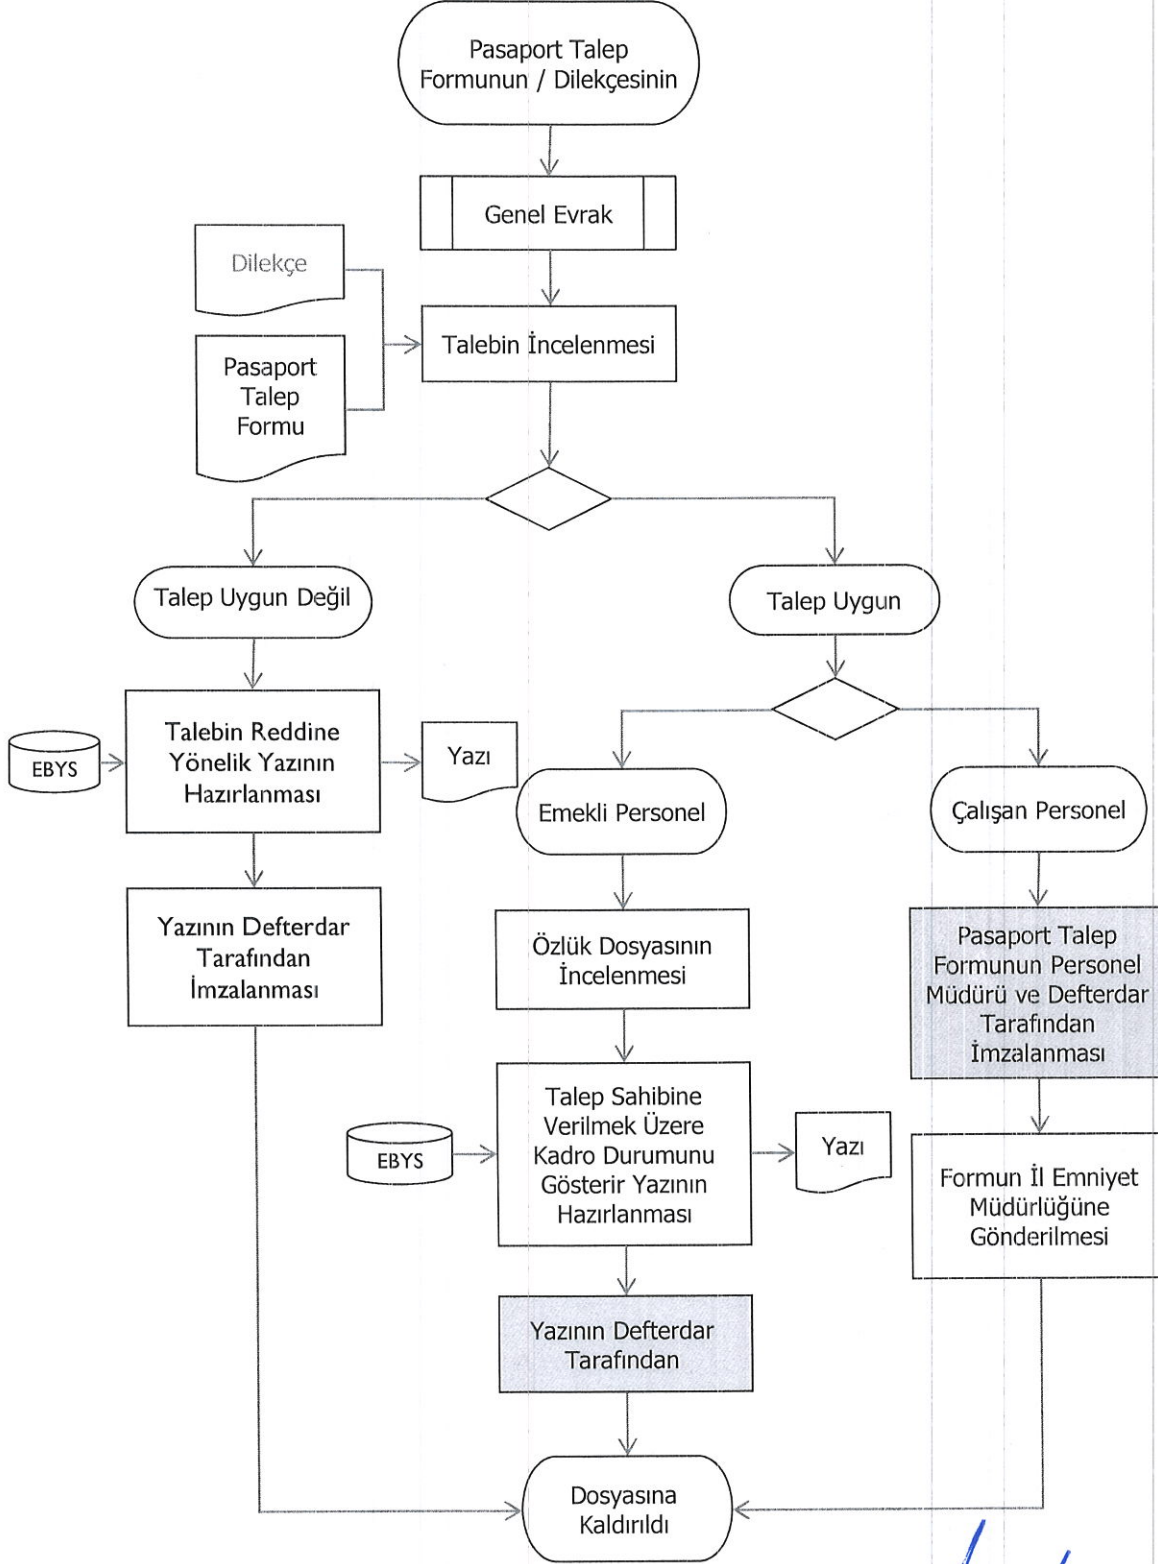 Pasaport Talep
Formunun / Dilekçesinin
Genel Evrak
Dilekçe
Talebin İncelenmesi
Pasaport
Talep
Formu
Talep Uygun Değil
Talep Uygun
Talebin Reddine
Yönelik Yazının
Hazırlanması
EBYS
Yazı
Emekli Personel
Çalışan Personel
Yazının Defterdar
Tarafından
İmzalanması
Özlük Dosyasının
İncelenmesi
Pasaport Talep
Formunun Personel
Müdürü ve Defterdar
Tarafından
İmzalanması
Talep Sahibine
Verilmek Üzere
Kadro Durumunu
Gösterir Yazının
Hazırlanması
EBYS
Yazı
Formun İl Emniyet
Müdürlüğüne
Gönderilmesi
Yazının Defterdar
Tarafından
Dosyasına
Kaldırıldı